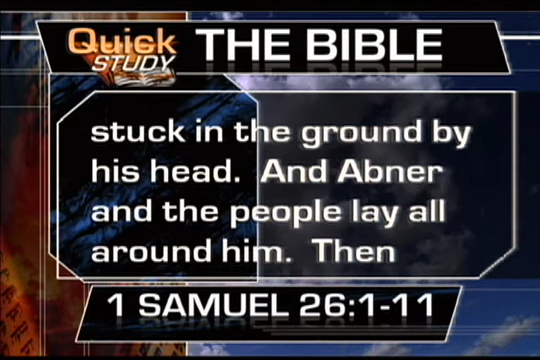 Quick
STUDY
THE BIBLE
stuck in the ground by
his head. And Abner
and the people lay all
around him. Then
1 SAMUEL 26:1-11